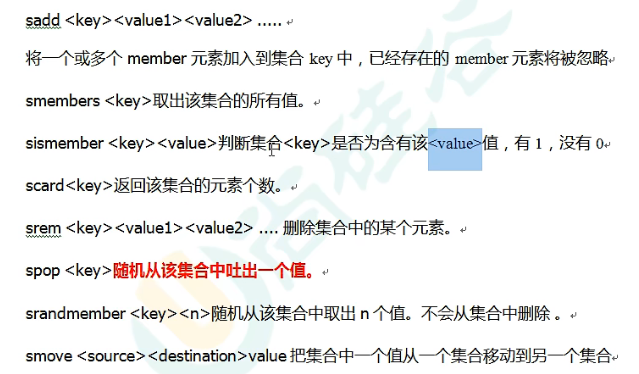 sadd <key><value1><value2> .....
将一个或多个 member 元素加入到集合 key 中，已经存在的 member 元素将被忽略
smembers <key>取出该集合的所有值。
sismember <key><value>判断集合<key>是否为含有该<value>值，有 1，没有 0
scard<key>返回该集合的元素个数。
srem <key><value1><value2> .... 删除集合中的某个元素。
spop <key>随机从该集合中吐出一个值。
srandmember <key><n>随机从该集合中取出 n 个值。不会从集合中删除 。
smove <source><destination>value 把集合中一个值从一个集合移动到另一个集合
尚硅谷